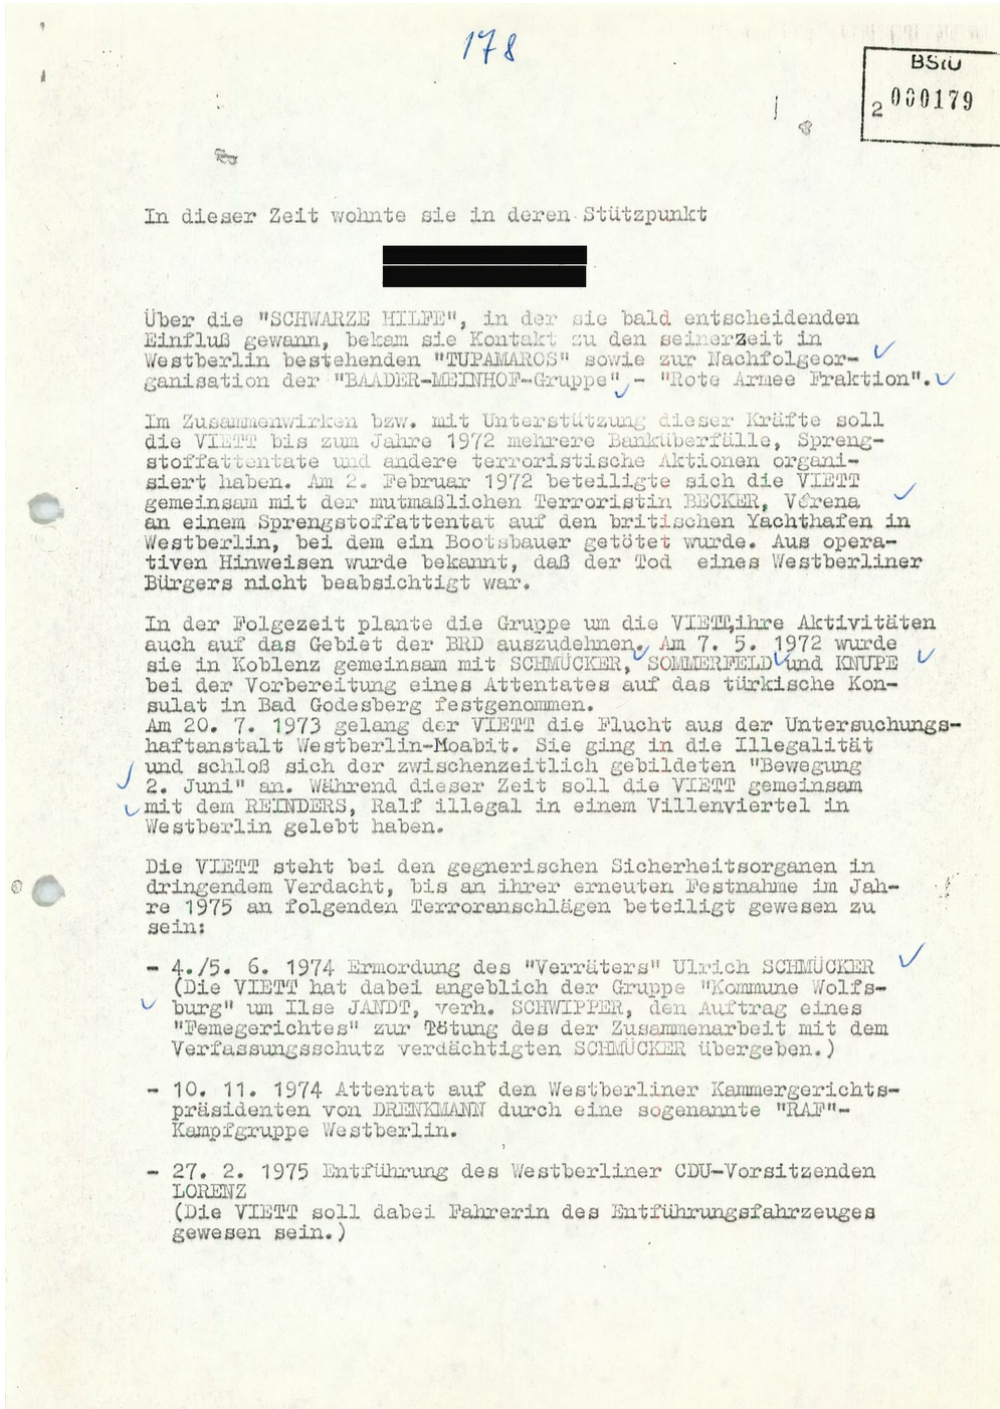 178
BStU
2 000179
In dieser Zeit wohnte sie in deren Stützpunkt
Über die "SCHWARZE HILFE", in der sie bald entscheidenden
Einfluß gewann, bekam sie Kontakt zu den seinerzeit in
Westberlin bestehenden "TUPAMAROS" sowie zur Nachfolgeor-
ganisation der "BAADER-MEINHOF-Gruppe" - "Rote Armee Fraktion".
Im Zusammenwirken bzw. mit Unterstützung dieser Kräfte soll
die VIETT bis zum Jahre 1972 mehrere Banküberfälle, Spreng-
stoffattentate und andere terroristische Aktionen organi-
siert haben. Am 2. Februar 1972 beteiligte sich die VIETT
gemeinsam mit der mutmaßlichen Terroristin BECKER, Verena
an einem Sprengstoffattentat auf den britischen Yachthafen in
Westberlin, bei dem ein Bootsbauer getötet wurde. Aus opera-
tiven Hinweisen wurde bekannt, daß der Tod eines Westberliner
Bürgers nicht beabsichtigt war.
In der Folgezeit plante die Gruppe um die VIETT,ihre Aktivitäten
auch auf das Gebiet der BRD auszudehnen. Am 7. 5. 1972 wurde
sie in Koblenz gemeinsam mit SCHMÜCKER, SOMMERFELD und KNUPE
bei der Vorbereitung eines Attentates auf das türkische Kon-
sulat in Bad Godesberg festgenommen.
Am 20. 7. 1973 gelang der VIETT die Flucht aus der Untersuchungs-
haftanstalt Westberlin-Moabit. Sie ging in die Illegalität
und schloß sich der zwischenzeitlich gebildeten "Bewegung
2. Juni" an. Während dieser Zeit soll die VIETT gemeinsam
mit dem REINDERS, Ralf illegal in einem Villenviertel in
Westberlin gelebt haben.
Die VIETT steht bei den gegnerischen Sicherheitsorganen in
dringendem Verdacht, bis an ihrer erneuten Festnahme im Jah-
re 1975 an folgenden Terroranschlägen beteiligt gewesen zu
sein:
- 4./5. 6. 1974 Ermordung des "Verräters" Ulrich SCHMÜCKER
(Die VIETT hat dabei angeblich der Gruppe "Kommune Wolfs-
burg" um Ilse JANDT, verh. SCHWIPPER, den Auftrag eines
"Femegerichtes" zur Tötung des der Zusammenarbeit mit dem
Verfassungsschutz verdächtigten SCHMÜCKER übergeben.)
- 10. 11. 1974 Attentat auf den Westberliner Kammergerichts-
präsidenten von DRENKMANN durch eine sogenannte "RAF"-
Kampfgruppe Westberlin.
- 27. 2. 1975 Entführung des Westberliner CDU-Vorsitzenden
LORENZ
(Die VIETT soll dabei Fahrerin des Entführungsfahrzeuges
gewesen sein.)